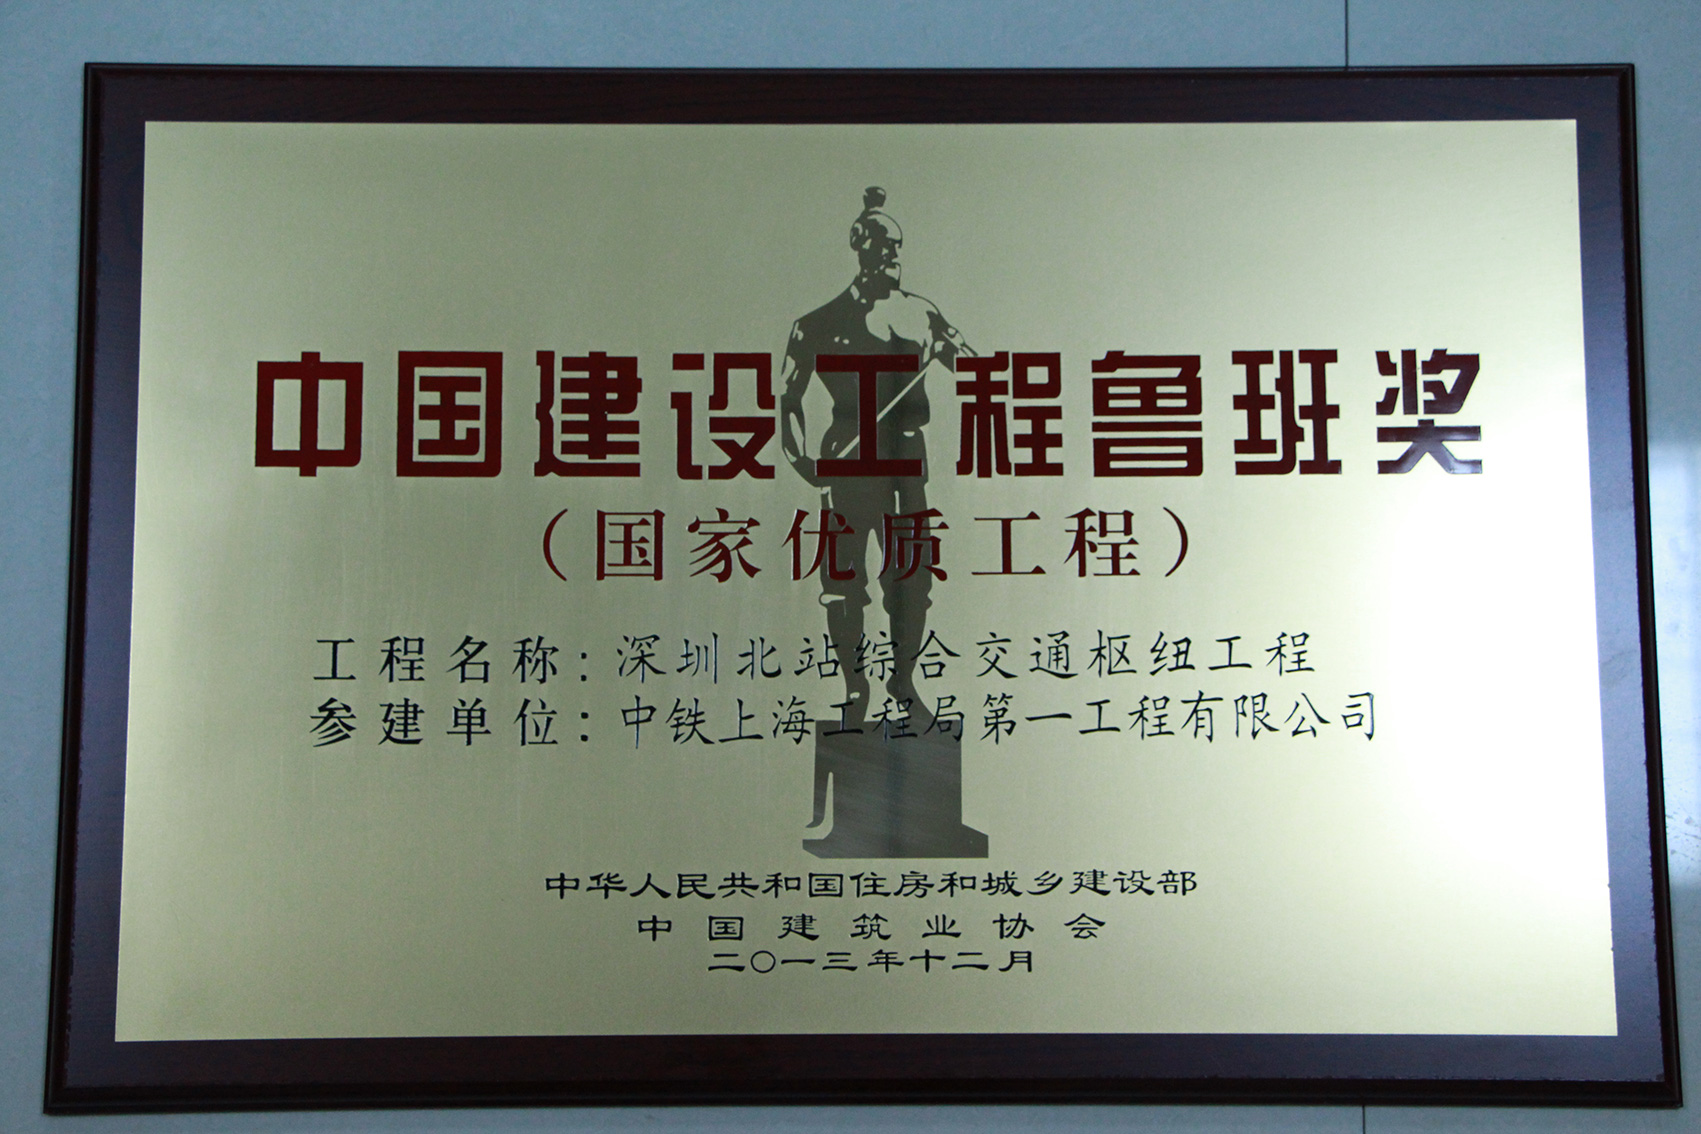 中国建设工程鲁班奖
（国家优质工程）
工程名称：深圳北站综合交通枢纽工程
参建单位：中铁上海工程局第一工程有限公司
中华人民共和国住房和城乡建设部
中国建筑业协会
二〇一三年十二月